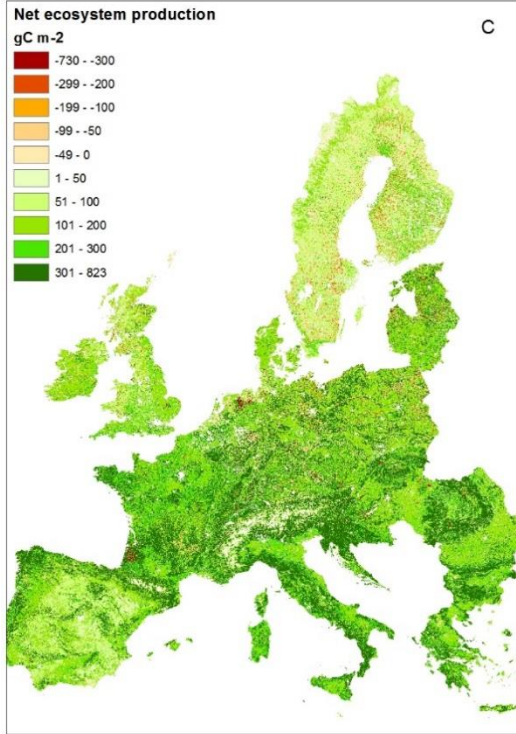 Net ecosystem production
C
gC m-2
-730 - -300
-299 - -200
-199 - -100
-99 - -50
-49 - 0
1 - 50
51 - 100
101 - 200
201 - 300
301 - 823